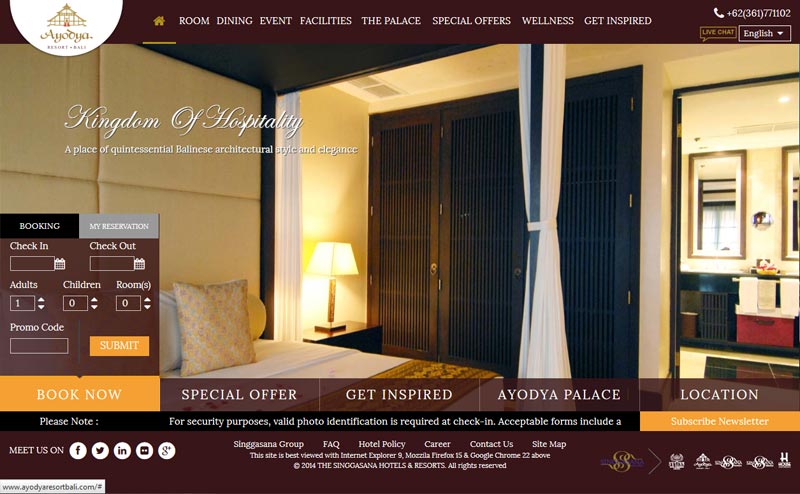 Ayodya
RESORT • BALI
ROOM DINING EVENT FACILITIES THE PALACE SPECIAL OFFERS WELLNESS GET INSPIRED
+62(361)771102
LIVE CHAT
English
Kingdom Of Hospitality
A place of quintessential Balinese architectural style and elegance
BOOKING MY RESERVATION
Check In Check Out
Adults Children Room(s)
1 0 0
Promo Code
SUBMIT
BOOK NOW SPECIAL OFFER GET INSPIRED AYODYA PALACE LOCATION
Please Note : For security purposes, valid photo identification is required at check-in. Acceptable forms include a
Subscribe Newsletter
MEET US ON
Singgasana Group FAQ Hotel Policy Career Contact Us Site Map
This site is best viewed with Internet Explorer 9, Mozzila Firefox 15 & Google Chrome 22 above
© 2014 THE SINGGASANA HOTELS & RESORTS. All rights reserved
www.ayodyaresortbali.com/#